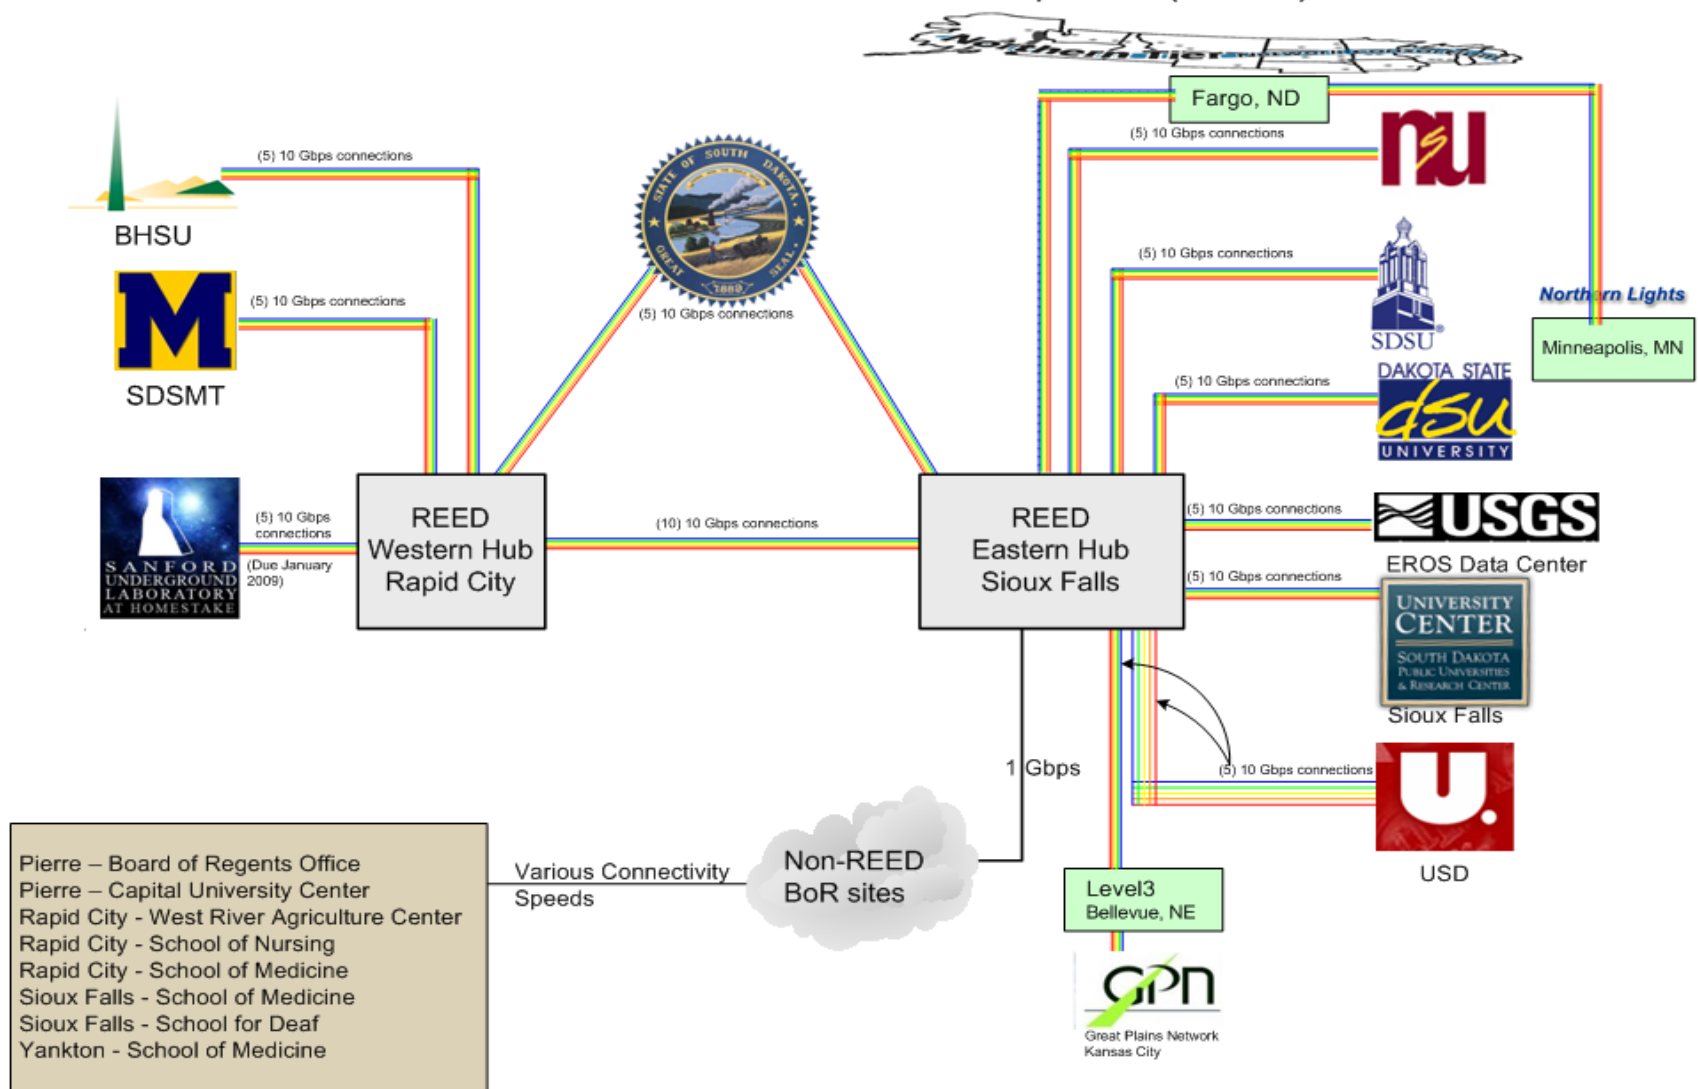 Northern Tier
Fargo, ND
(5) 10 Gbps connections
nsu
(5) 10 Gbps connections
BHSU
STATE OF SOUTH DAKOTA
GREAT SEAL
1889
(5) 10 Gbps connections
(5) 10 Gbps connections
SDSU
Northern Lights
Minneapolis, MN
M
SDSMT
(5) 10 Gbps connections
(5) 10 Gbps connections
DAKOTA STATE
dsu
UNIVERSITY
SANFORD
UNDERGROUND
LABORATORY
AT HOMESTAKE
(5) 10 Gbps
connections
(Due January
2009)
REED
Western Hub
Rapid City
(10) 10 Gbps connections
REED
Eastern Hub
Sioux Falls
(5) 10 Gbps connections
USGS
EROS Data Center
(5) 10 Gbps connections
UNIVERSITY
CENTER
SOUTH DAKOTA
PUBLIC UNIVERSITIES
& RESEARCH CENTER
Sioux Falls
1 Gbps
(5) 10 Gbps connections
U.
USD
Pierre – Board of Regents Office
Pierre – Capital University Center
Rapid City - West River Agriculture Center
Rapid City - School of Nursing
Rapid City - School of Medicine
Sioux Falls - School of Medicine
Sioux Falls - School for Deaf
Yankton - School of Medicine
Various Connectivity
Speeds
Non-REED
BoR sites
Level3
Bellevue, NE
GPN
Great Plains Network
Kansas City